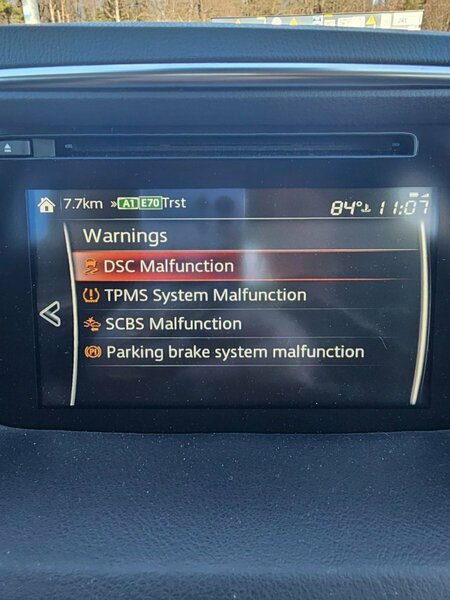 7.7km » A1 E70 Trst
84° 11:07
Warnings
DSC Malfunction
(!) TPMS System Malfunction
SCBS Malfunction
(P!) Parking brake system malfunction